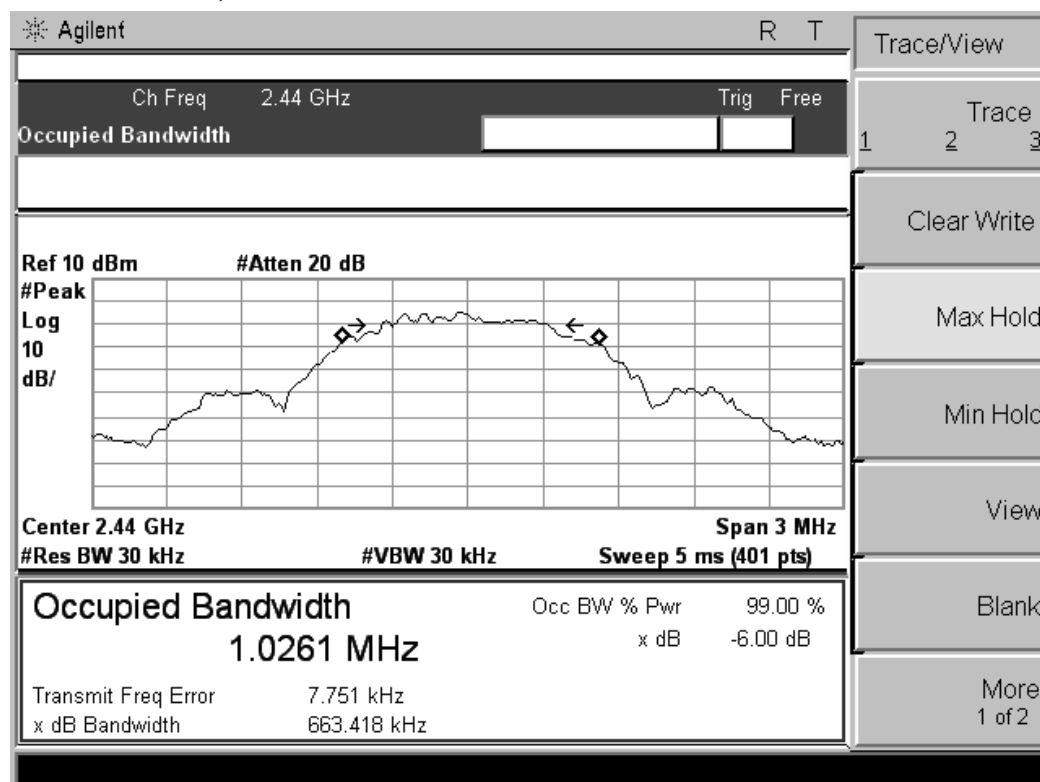 Agilent R T
Trace/View
Ch Freq 2.44 GHz Trig Free
Occupied Bandwidth
Trace
1 2 3
Clear Write
Max Hold
Min Hold
View
Blank
More
1 of 2
Ref 10 dBm #Atten 20 dB
#Peak
Log
10
dB/
Center 2.44 GHz Span 3 MHz
#Res BW 30 kHz #VBW 30 kHz Sweep 5 ms (401 pts)
Occupied Bandwidth Occ BW % Pwr 99.00 %
1.0261 MHz x dB -6.00 dB
Transmit Freq Error 7.751 kHz
x dB Bandwidth 663.418 kHz